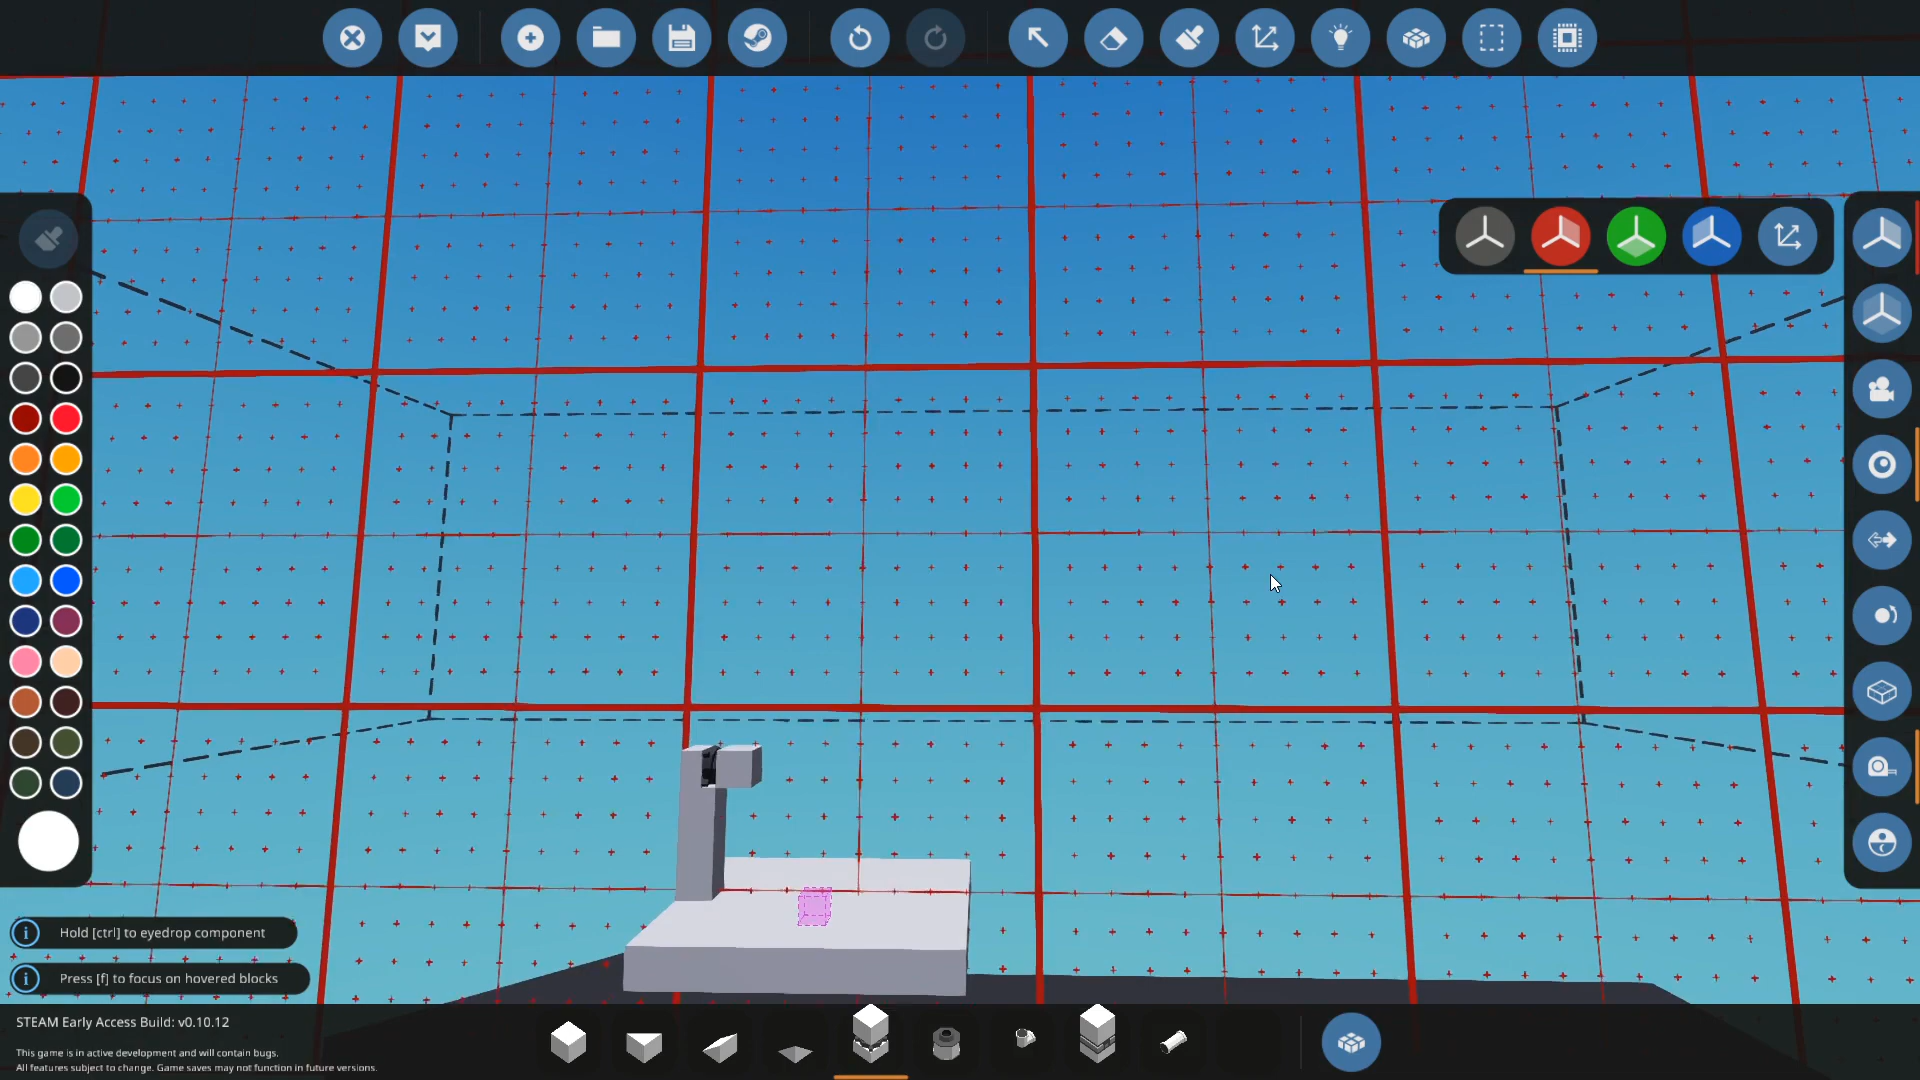 Hold [ctrl] to eyedrop component
Press [f] to focus on hovered blocks
STEAM Early Access Build: v0.10.12
This game is in active development and will contain bugs.
All features subject to change. Game saves may not function in future versions.